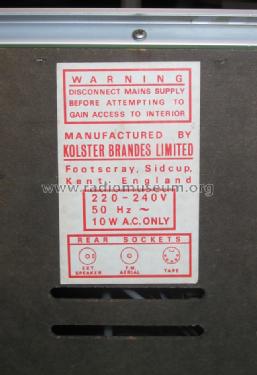 WARNING
DISCONNECT MAINS SUPPLY
BEFORE ATTEMPTING TO
GAIN ACCESS TO INTERIOR
MANUFACTURED BY
KOLSTER BRANDES LIMITED
Footscray, Sidcup,
Kent, England
www.radiomuseum.org
220-240V
50 Hz ~
10W A.C. ONLY
REAR SOCKETS
EXT. SPEAKER
F.M. AERIAL
TAPE